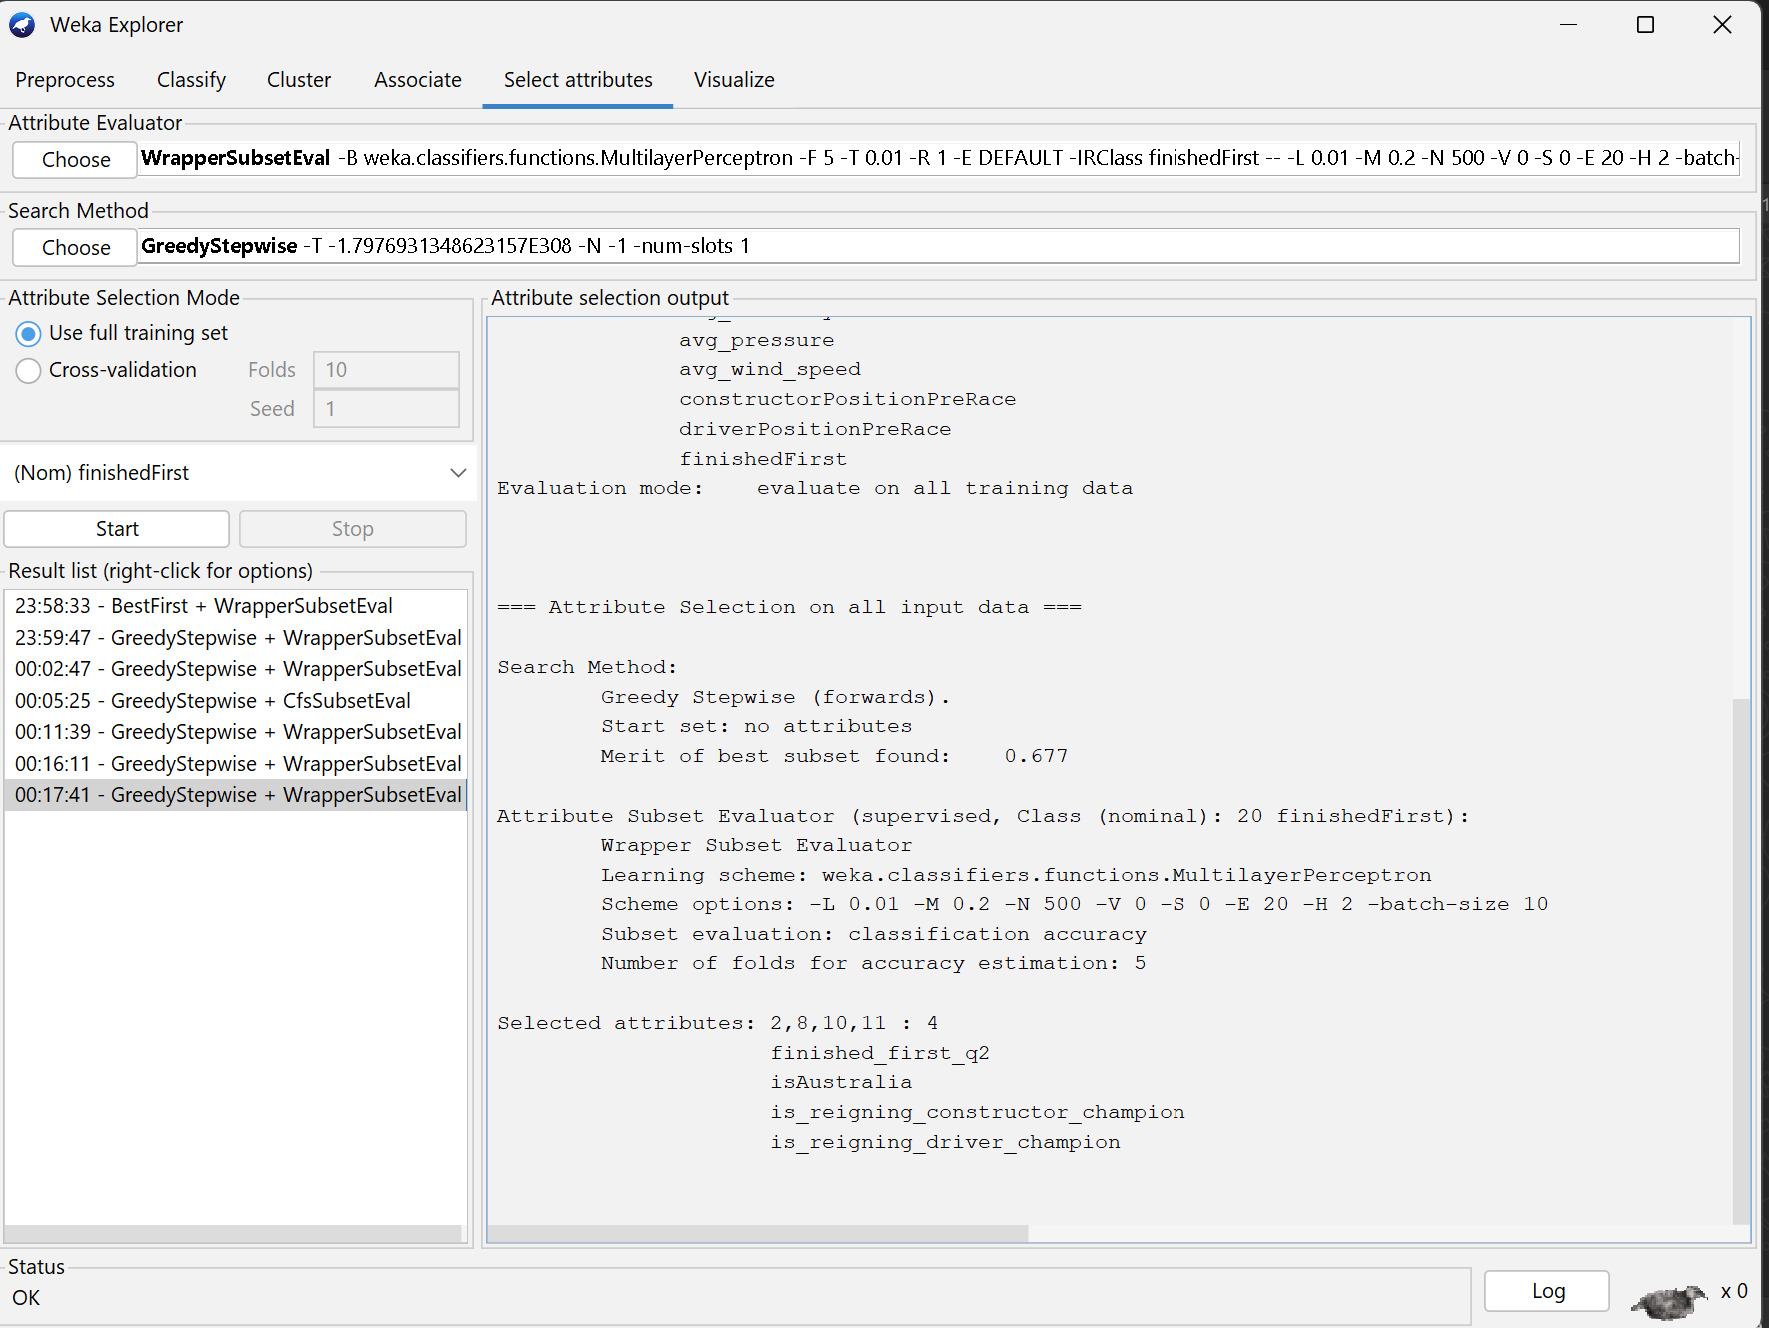 Weka Explorer
Preprocess Classify Cluster Associate Select attributes Visualize
Attribute Evaluator
Choose WrapperSubsetEval -B weka.classifiers.functions.MultilayerPerceptron -F 5 -T 0.01 -R 1 -E DEFAULT -IRClass finishedFirst -- -L 0.01 -M 0.2 -N 500 -V 0 -S 0 -E 20 -H 2 -batch-
Search Method
Choose GreedyStepwise -T -1.7976931348623157E308 -N -1 -num-slots 1
Attribute Selection Mode
Use full training set
Cross-validation Folds 10
Seed 1
(Nom) finishedFirst
Start Stop
Result list (right-click for options)
23:58:33 - BestFirst + WrapperSubsetEval
23:59:47 - GreedyStepwise + WrapperSubsetEval
00:02:47 - GreedyStepwise + WrapperSubsetEval
00:05:25 - GreedyStepwise + CfsSubsetEval
00:11:39 - GreedyStepwise + WrapperSubsetEval
00:16:11 - GreedyStepwise + WrapperSubsetEval
00:17:41 - GreedyStepwise + WrapperSubsetEval
Attribute selection output
avg_pressure
avg_wind_speed
constructorPositionPreRace
driverPositionPreRace
finishedFirst
Evaluation mode: evaluate on all training data
=== Attribute Selection on all input data ===
Search Method:
Greedy Stepwise (forwards).
Start set: no attributes
Merit of best subset found: 0.677
Attribute Subset Evaluator (supervised, Class (nominal): 20 finishedFirst):
Wrapper Subset Evaluator
Learning scheme: weka.classifiers.functions.MultilayerPerceptron
Scheme options: -L 0.01 -M 0.2 -N 500 -V 0 -S 0 -E 20 -H 2 -batch-size 10
Subset evaluation: classification accuracy
Number of folds for accuracy estimation: 5
Selected attributes: 2,8,10,11 : 4
finished_first_q2
isAustralia
is_reigning_constructor_champion
is_reigning_driver_champion
Status
OK
Log x 0